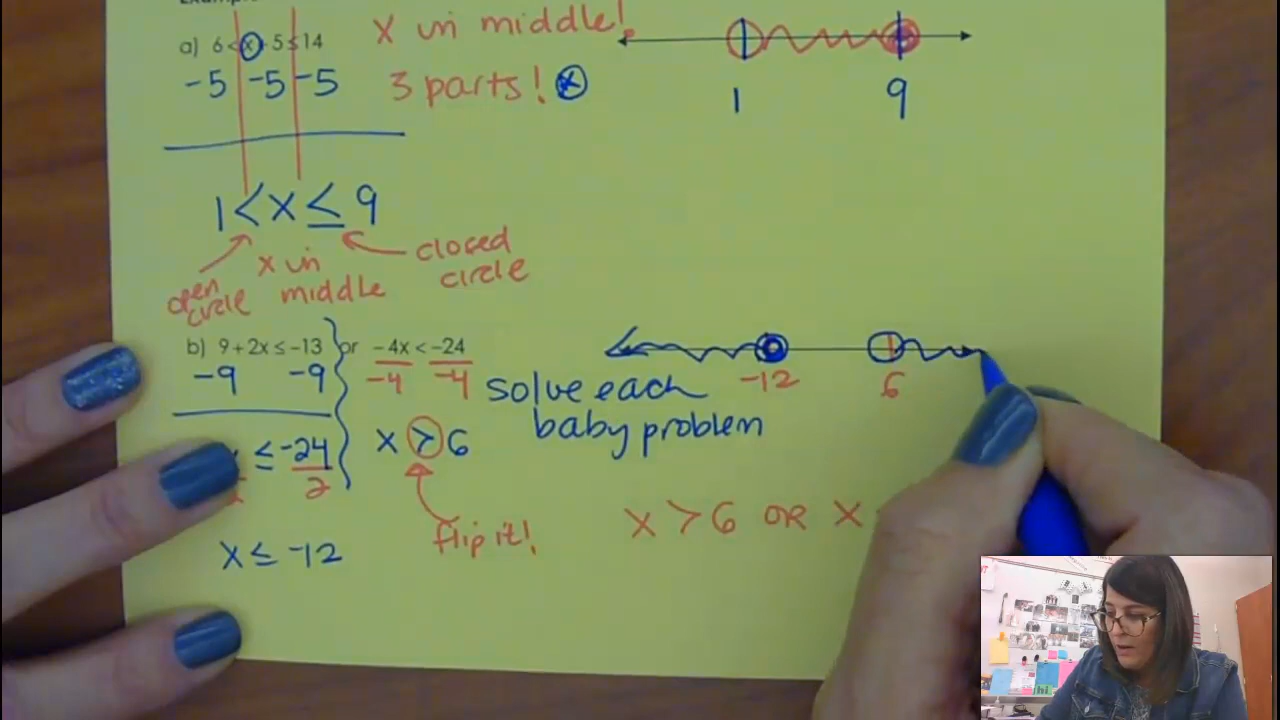 a) 6 < x + 5 ≤ 14
-5 -5 -5
x in middle!
3 parts! x
1 9
1 < x ≤ 9
open circle
x in middle
closed circle
b) 9 + 2x ≤ -13 or -4x < -24
-9 -9
-4 -4
≤ -24
2
x ≤ -12
x > 6
flip it!
solve each
baby problem
-12 6
x > 6 OR x
hi